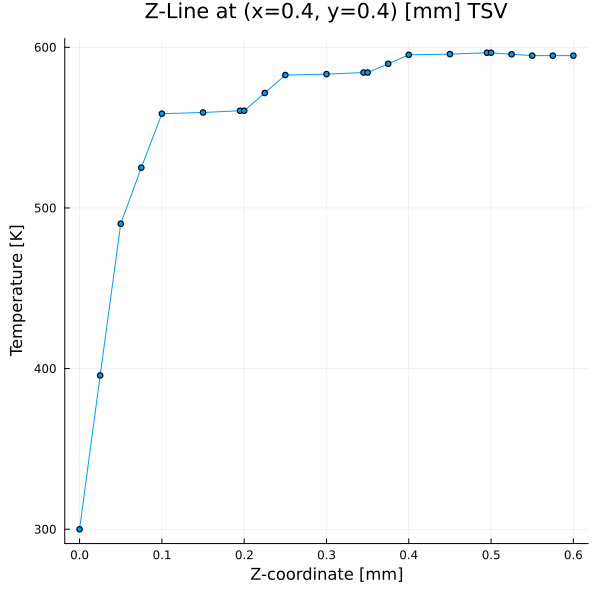 Z-Line at (x=0.4, y=0.4) [mm] TSV
Temperature [K]
600
500
400
300
0.0 0.1 0.2 0.3 0.4 0.5 0.6
Z-coordinate [mm]